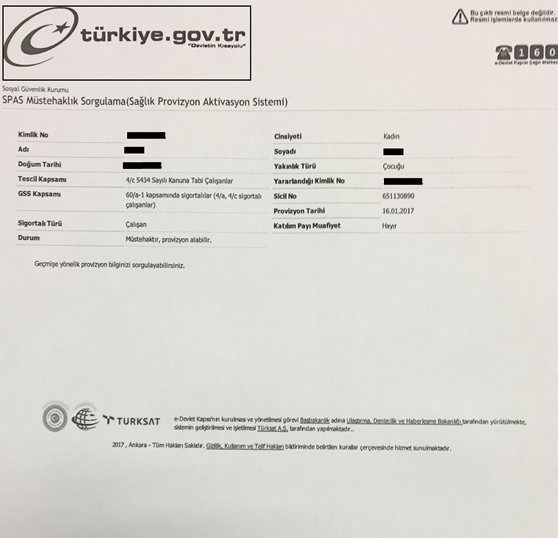 türkiye.gov.tr
"Devletin Kısayolu"
Bu çıktı resmi belge değildir.
Resmi işlemlerde kullanılmaz
160
e-Devlet Kapısı Çağrı Merkezi
Sosyal Güvenlik Kurumu
SPAS Müstehaklık Sorgulama(Sağlık Provizyon Aktivasyon Sistemi)
Kimlik No
Cinsiyeti Kadın
Adı
Soyadı
Doğum Tarihi
Yakınlık Türü Çocuğu
Tescil Kapsamı 4/c 5434 Sayılı Kanuna Tabi Çalışanlar
Yararlandığı Kimlik No
GSS Kapsamı 60/a-1 kapsamında sigortalılar (4/a, 4/c sigortalı
çalışanlar)
Sicil No 651130890
Provizyon Tarihi 16.01.2017
Sigortalı Türü Çalışan
Katılım Payı Muafiyet Hayır
Durum Müstehaktır, provizyon alabilir.
Geçmişe yönelik provizyon bilginizi sorgulayabilirsiniz.
TURKSAT
e-Devlet Kapısı'nın kurulması ve yönetilmesi görevi Başbakanlık adına Ulaştırma, Denizcilik ve Haberleşme Bakanlığı tarafından yürütülmekte,
sistemin geliştirilmesi ve işletilmesi Türksat A.Ş. tarafından yapılmaktadır..
2017, Ankara - Tüm Hakları Saklıdır. Gizlilik, Kullanım ve Telif Hakları bildiriminde belirtilen kurallar çerçevesinde hizmet sunulmaktadır.